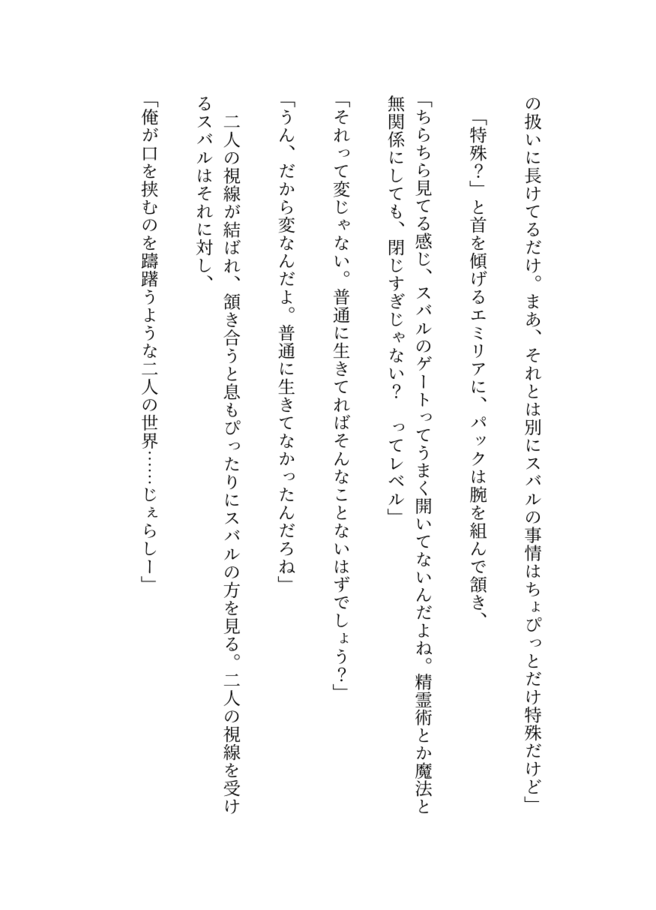 の扱いに長けてるだけ。まあ、それとは別にスバルの事情はちょぴっとだけ特殊だけど」
「特殊？」と首を傾げるエミリアに、パックは腕を組んで頷き、
「ちらちら見てる感じ、スバルのゲートってうまく開いてないんだよね。精霊術とか魔法と
無関係にしても、閉じすぎじゃない？　ってレベル」
「それって変じゃない。普通に生きてればそんなことないはずでしょう？」
「うん、だから変なんだよ。普通に生きてなかったんだろね」
　二人の視線が結ばれ、頷き合うと息もぴったりにスバルの方を見る。二人の視線を受け
るスバルはそれに対し、
「俺が口を挟むのを躊躇うような二人の世界……じぇらしー」